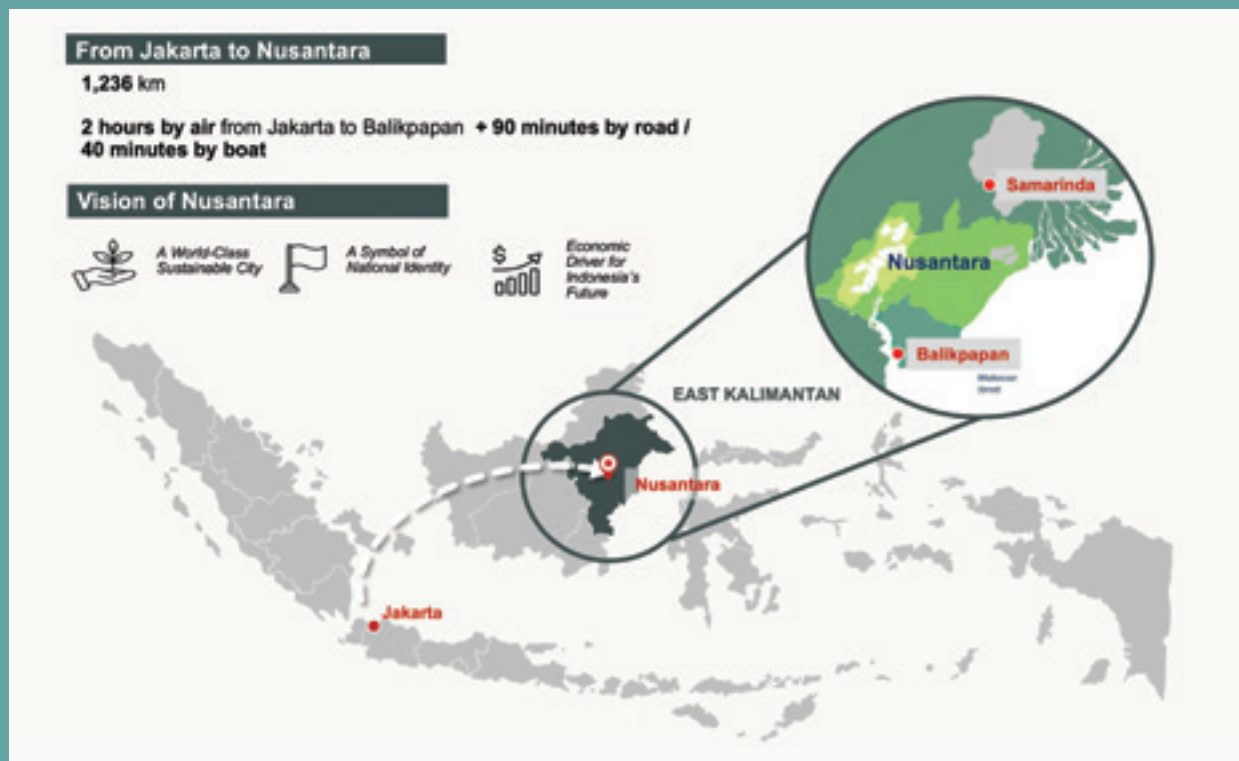 From Jakarta to Nusantara
1,236 km
2 hours by air from Jakarta to Balikpapan + 90 minutes by road /
40 minutes by boat
Vision of Nusantara
A World-Class
Sustainable City
A Symbol of
National Identity
$
Economic
Driver for
Indonesia's
Future
Samarinda
Nusantara
Balikpapan
EAST KALIMANTAN
Nusantara
Jakarta